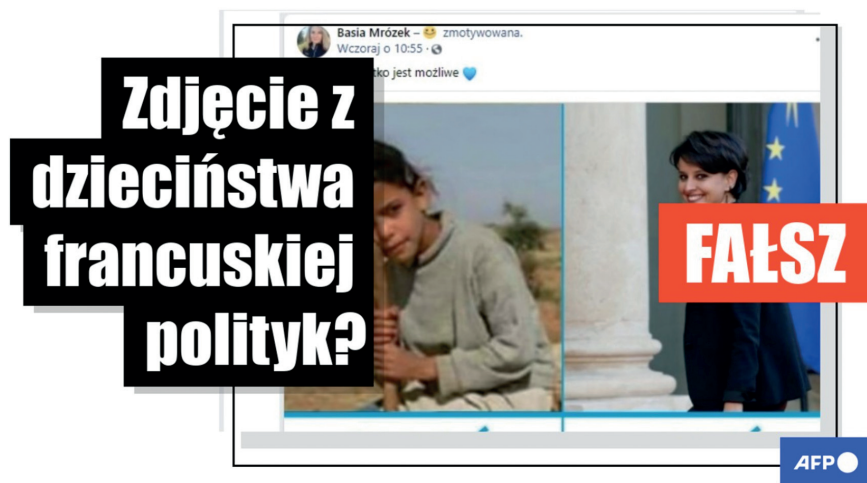 Basia Mrózek – zmotywowana.
Wczoraj o 10:55 ·
tko jest możliwe
Zdjęcie z
dzieciństwa
francuskiej
polityk?
FAŁSZ
AFP